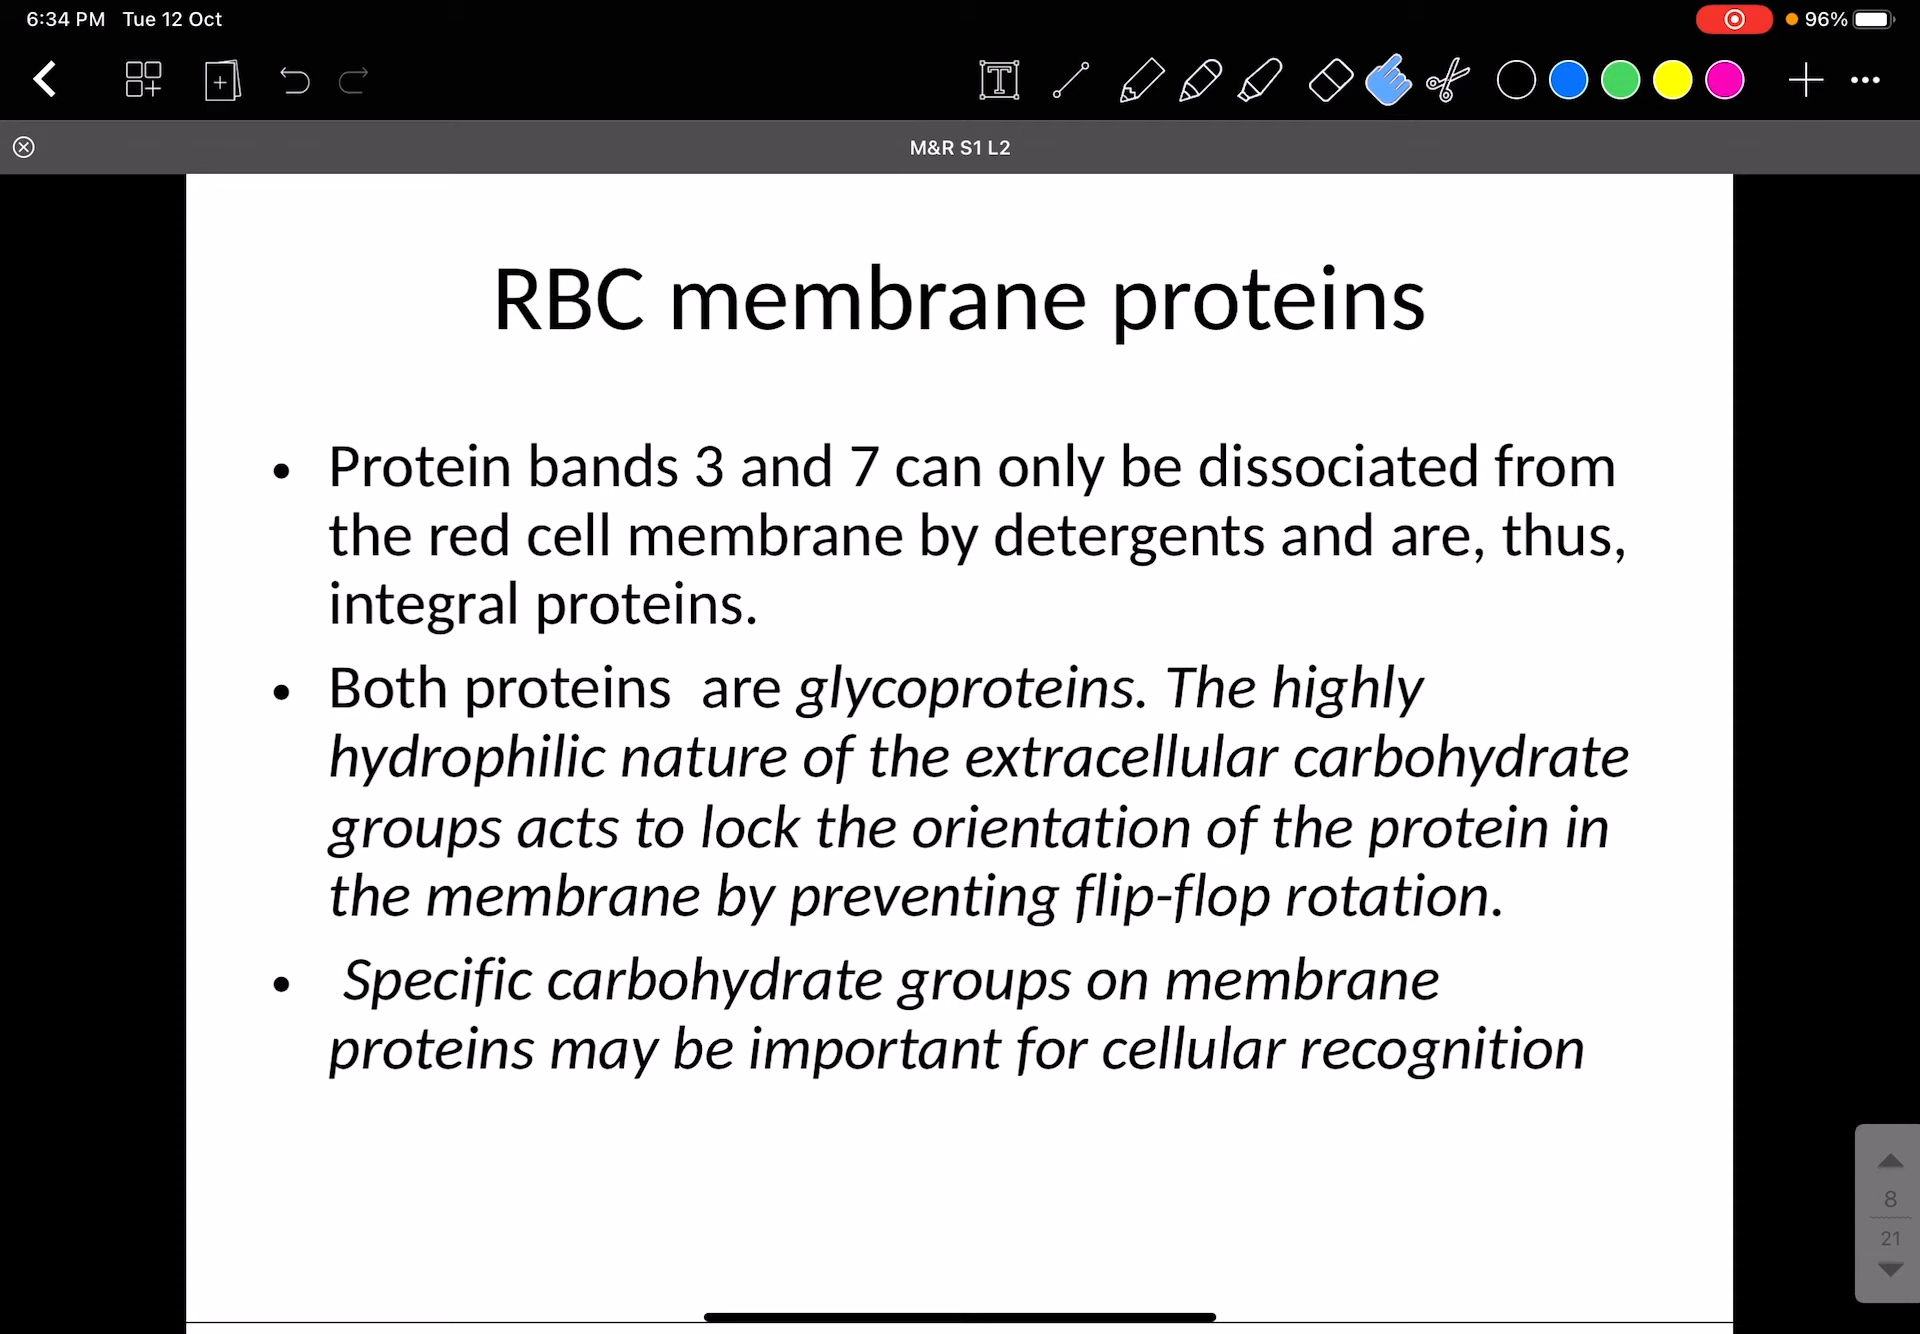 6:34 PM Tue 12 Oct
96%
T
M&R S1 L2
RBC membrane proteins
• Protein bands 3 and 7 can only be dissociated from
the red cell membrane by detergents and are, thus,
integral proteins.
• Both proteins  are glycoproteins. The highly
hydrophilic nature of the extracellular carbohydrate
groups acts to lock the orientation of the protein in
the membrane by preventing flip-flop rotation.
• Specific carbohydrate groups on membrane
proteins may be important for cellular recognition
8
21